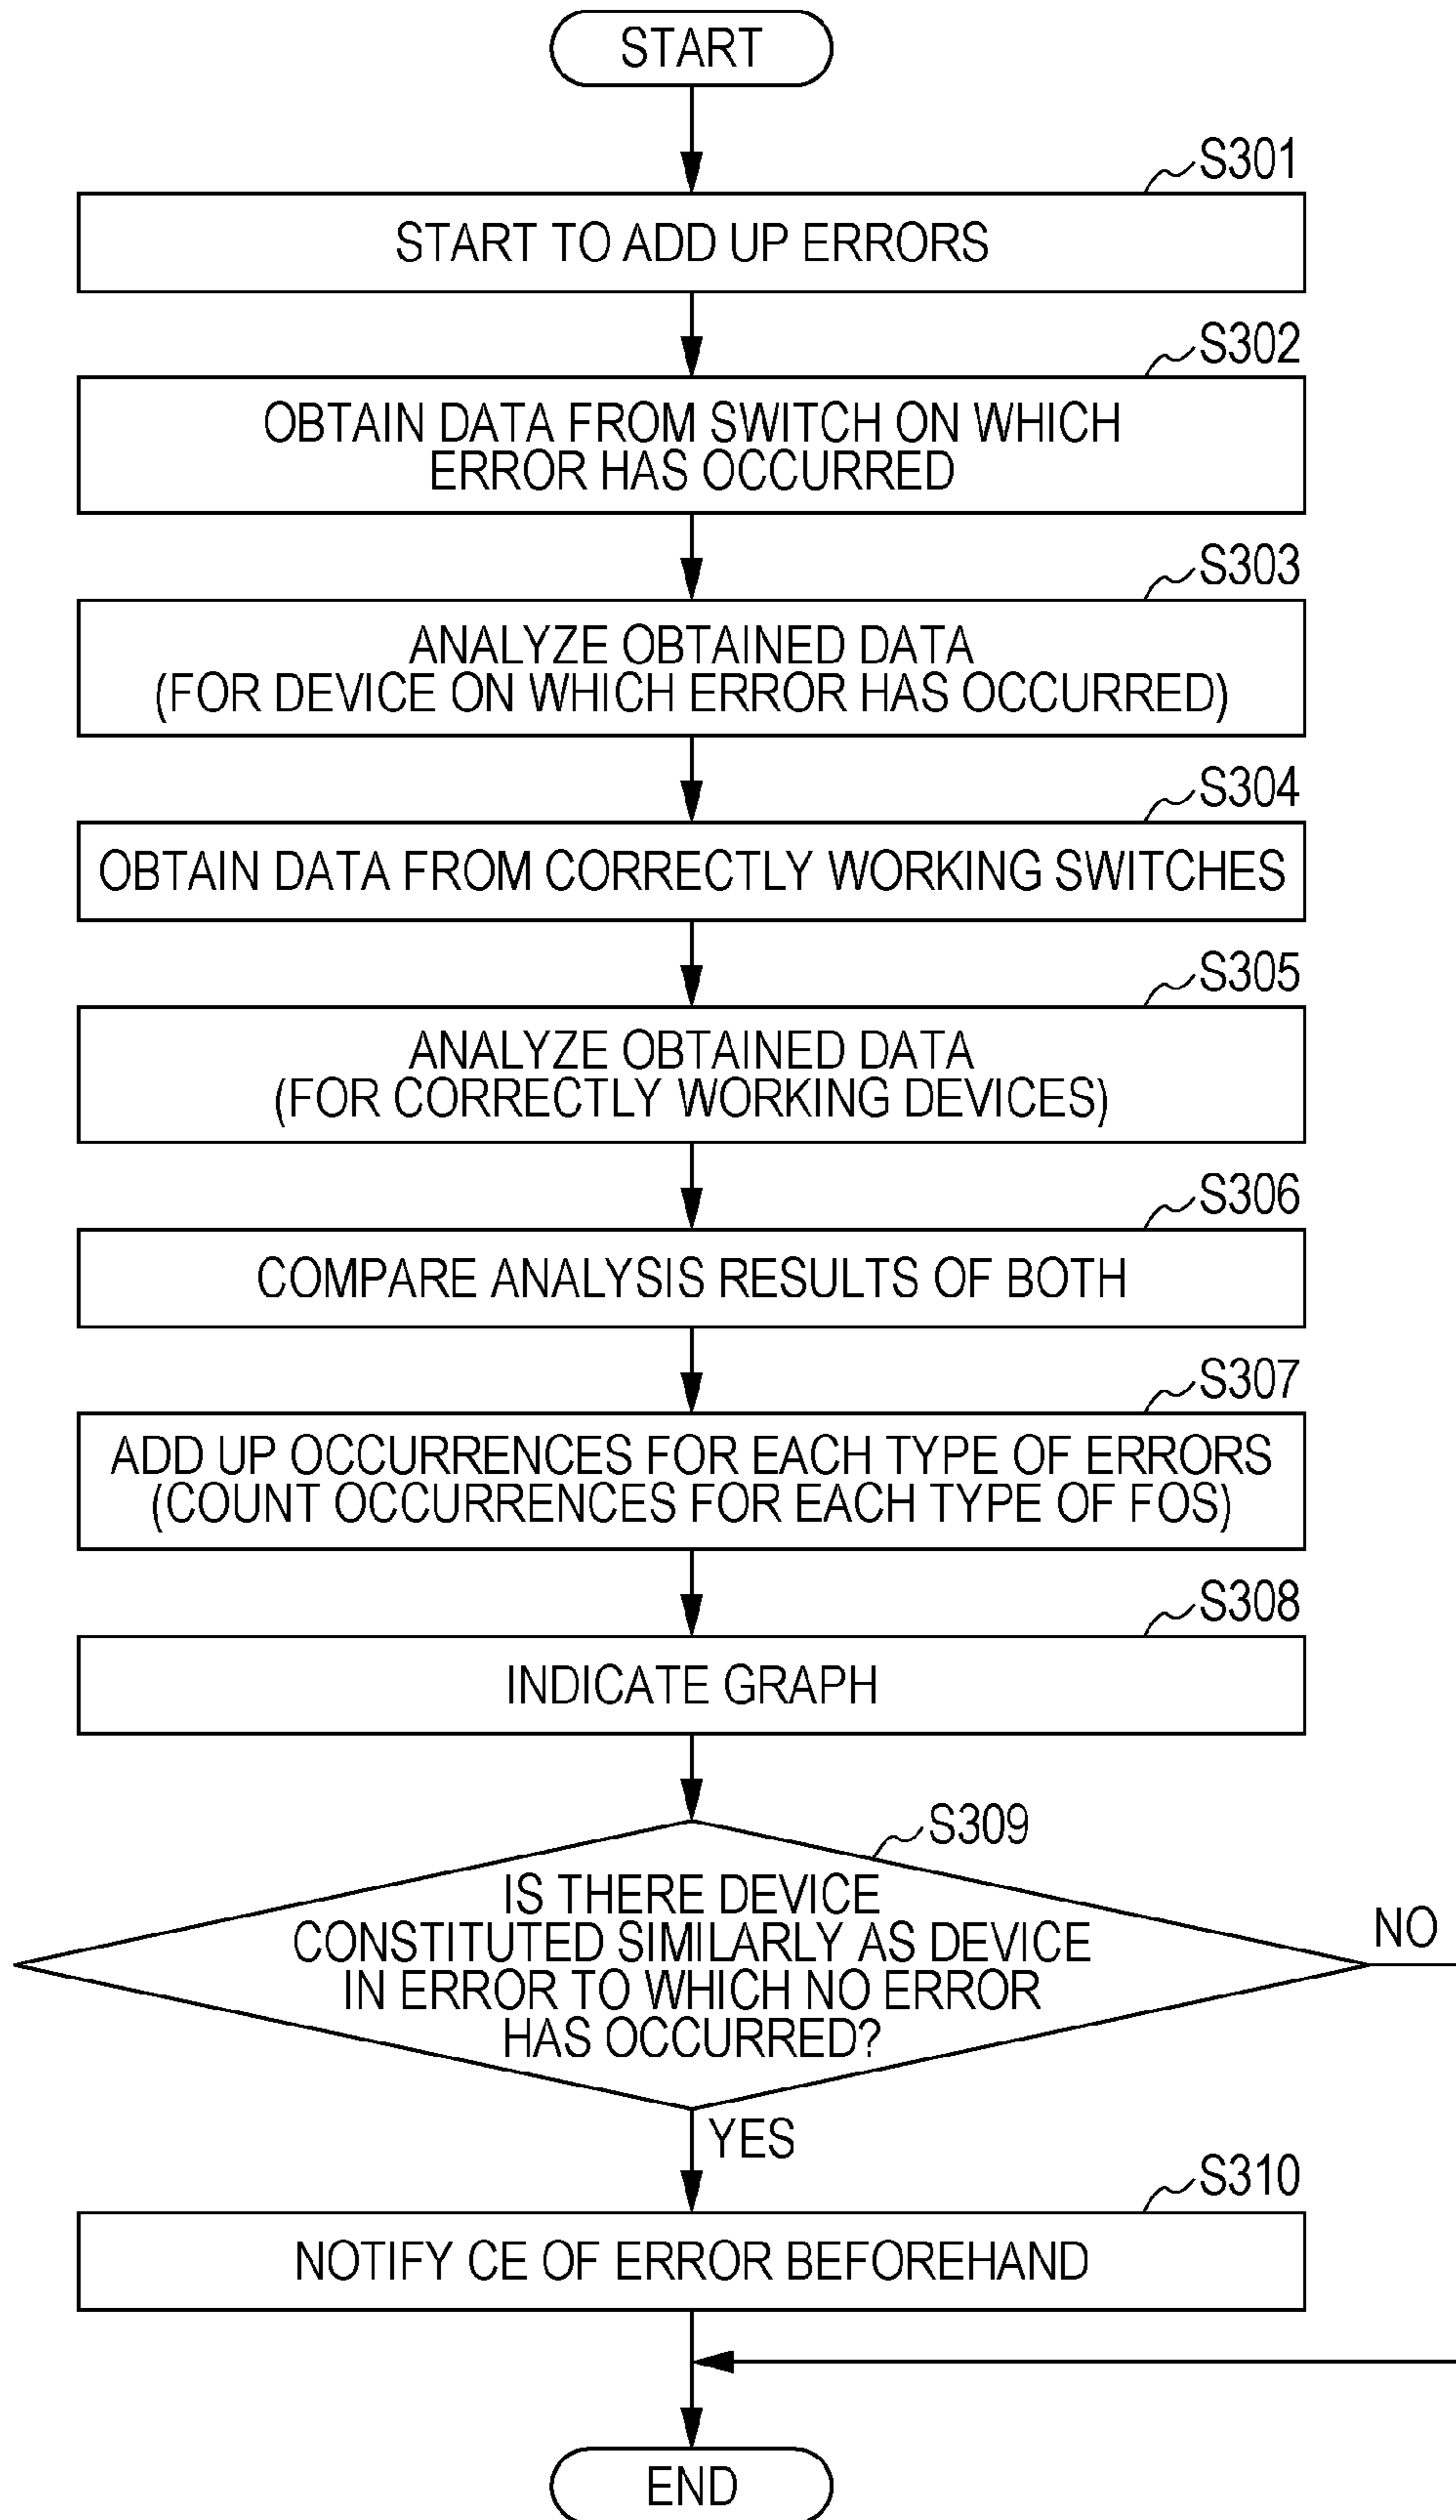 START
S301
START TO ADD UP ERRORS
S302
OBTAIN DATA FROM SWITCH ON WHICH
ERROR HAS OCCURRED
S303
ANALYZE OBTAINED DATA
(FOR DEVICE ON WHICH ERROR HAS OCCURRED)
S304
OBTAIN DATA FROM CORRECTLY WORKING SWITCHES
S305
ANALYZE OBTAINED DATA
(FOR CORRECTLY WORKING DEVICES)
S306
COMPARE ANALYSIS RESULTS OF BOTH
S307
ADD UP OCCURRENCES FOR EACH TYPE OF ERRORS
(COUNT OCCURRENCES FOR EACH TYPE OF FOS)
S308
INDICATE GRAPH
S309
IS THERE DEVICE
CONSTITUTED SIMILARLY AS DEVICE
IN ERROR TO WHICH NO ERROR
HAS OCCURRED?
NO
YES
S310
NOTIFY CE OF ERROR BEFOREHAND
END